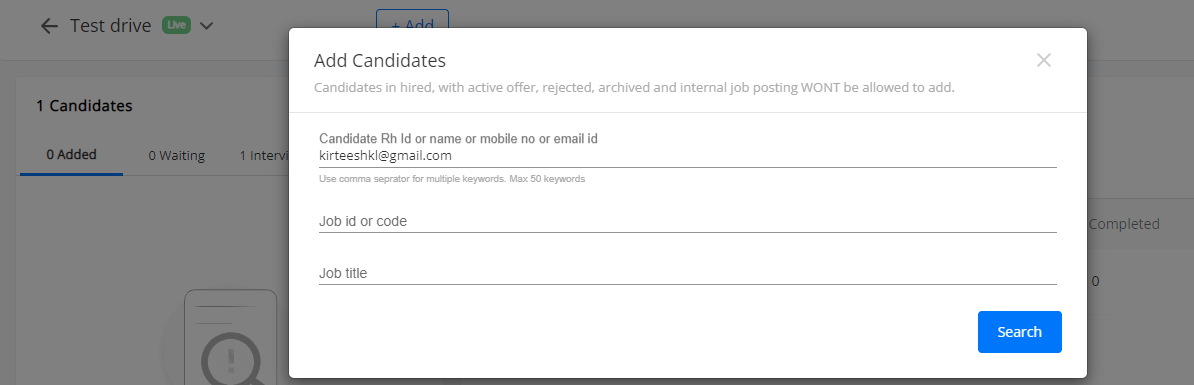 Test drive Live
+ Add
Add Candidates
Candidates in hired, with active offer, rejected, archived and internal job posting WONT be allowed to add.
1 Candidates
0 Added 0 Waiting 1 Intervi
Candidate Rh Id or name or mobile no or email id
kirteeshkl@gmail.com
Use comma seprator for multiple keywords. Max 50 keywords
Job id or code
Completed
Job title
0
Search